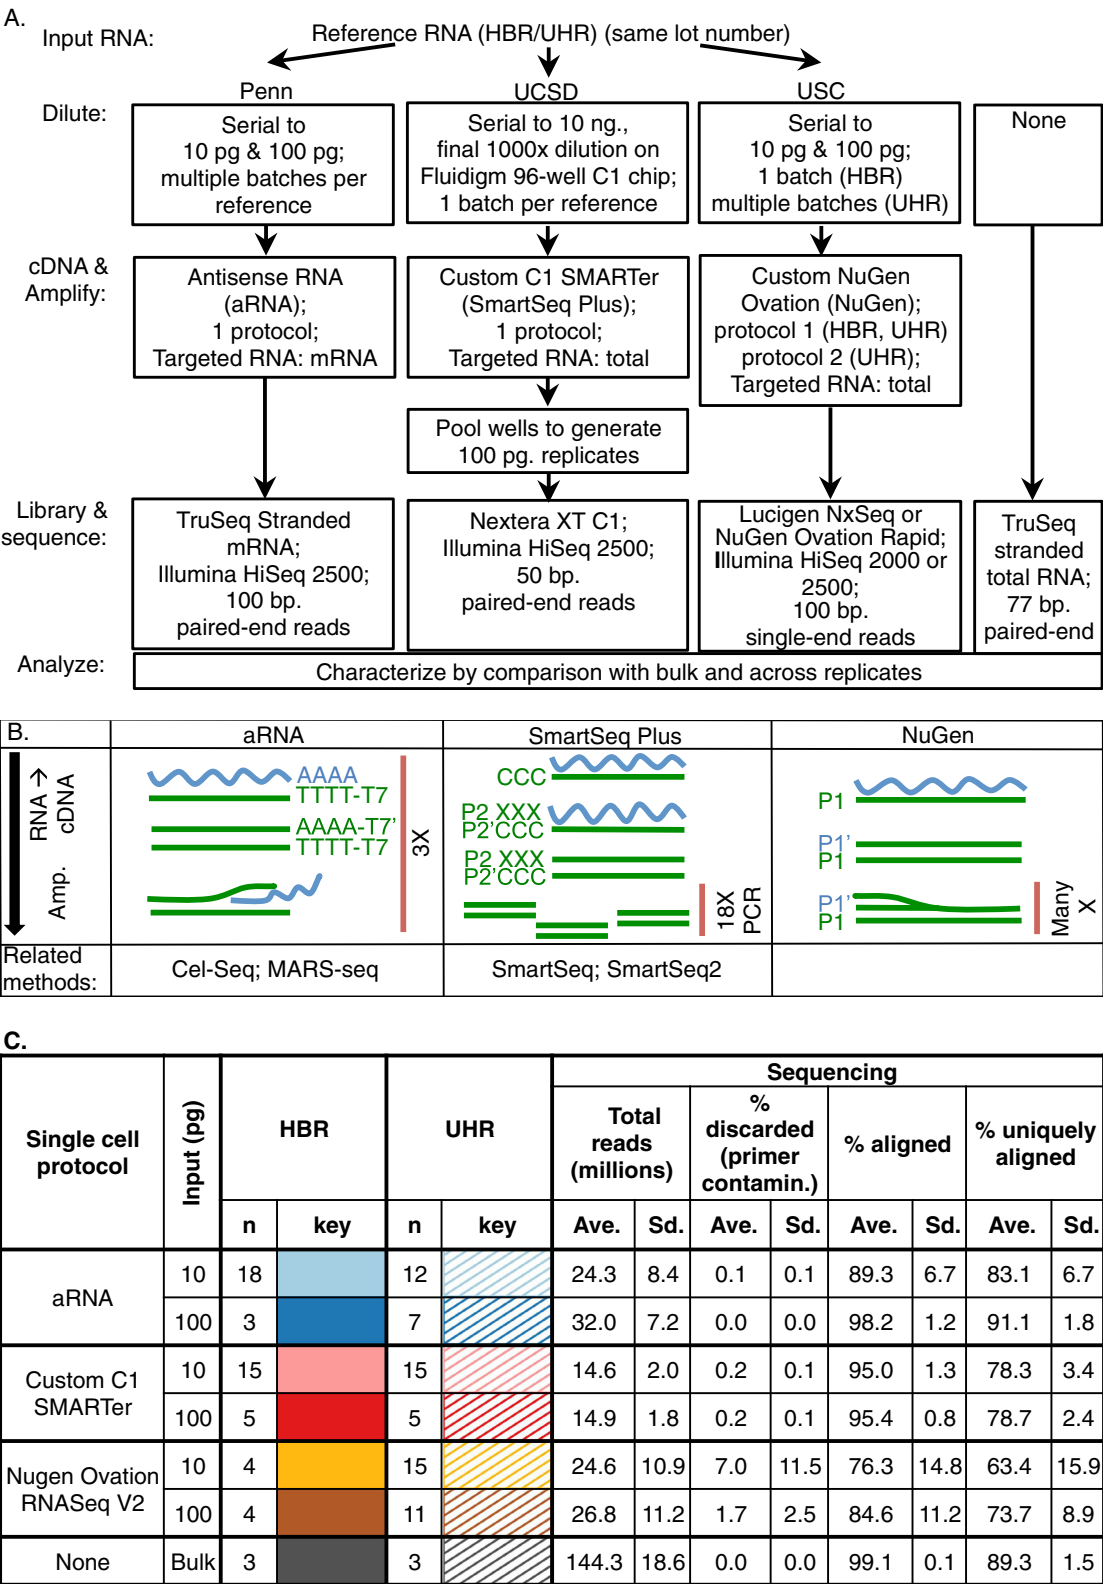 A.
Input RNA:
Reference RNA (HBR/UHR) (same lot number)
Penn
UCSD
USC
Dilute:
Serial to
10 pg & 100 pg;
multiple batches per
reference
Serial to 10 ng.,
final 1000x dilution on
Fluidigm 96-well C1 chip;
1 batch per reference
Serial to
10 pg & 100 pg;
1 batch (HBR)
multiple batches (UHR)
None
cDNA &
Amplify:
Antisense RNA
(aRNA);
1 protocol;
Targeted RNA: mRNA
Custom C1 SMARTer
(SmartSeq Plus);
1 protocol;
Targeted RNA: total
Custom NuGen
Ovation (NuGen);
protocol 1 (HBR, UHR)
protocol 2 (UHR);
Targeted RNA: total
Pool wells to generate
100 pg. replicates
Library &
sequence:
TruSeq Stranded
mRNA;
Illumina HiSeq 2500;
100 bp.
paired-end reads
Nextera XT C1;
Illumina HiSeq 2500;
50 bp.
paired-end reads
Lucigen NxSeq or
NuGen Ovation Rapid;
Illumina HiSeq 2000 or
2500;
100 bp.
single-end reads
TruSeq
stranded
total RNA;
77 bp.
paired-end
Analyze:
Characterize by comparison with bulk and across replicates
B.
aRNA
SmartSeq Plus
NuGen
RNA →
cDNA
Amp.
AAAA
TTTT-T7
AAAA-T7'
TTTT-T7
3X
CCC
P2 XXX
P2'CCC
P2 XXX
P2'CCC
18X
PCR
P1
P1'
P1
P1'
P1
Many
X
Related
methods:
Cel-Seq; MARS-seq
SmartSeq; SmartSeq2
C.
Single cell
protocol
Input (pg)
HBR
UHR
Sequencing
Total
reads
(millions)
%
discarded
(primer
contamin.)
% aligned
% uniquely
aligned
n key n key Ave. Sd. Ave. Sd. Ave. Sd. Ave. Sd.
aRNA
10 18 12 24.3 8.4 0.1 0.1 89.3 6.7 83.1 6.7
100 3 7 32.0 7.2 0.0 0.0 98.2 1.2 91.1 1.8
Custom C1
SMARTer
10 15 15 14.6 2.0 0.2 0.1 95.0 1.3 78.3 3.4
100 5 5 14.9 1.8 0.2 0.1 95.4 0.8 78.7 2.4
Nugen Ovation
RNASeq V2
10 4 15 24.6 10.9 7.0 11.5 76.3 14.8 63.4 15.9
100 4 11 26.8 11.2 1.7 2.5 84.6 11.2 73.7 8.9
None Bulk 3 3 144.3 18.6 0.0 0.0 99.1 0.1 89.3 1.5